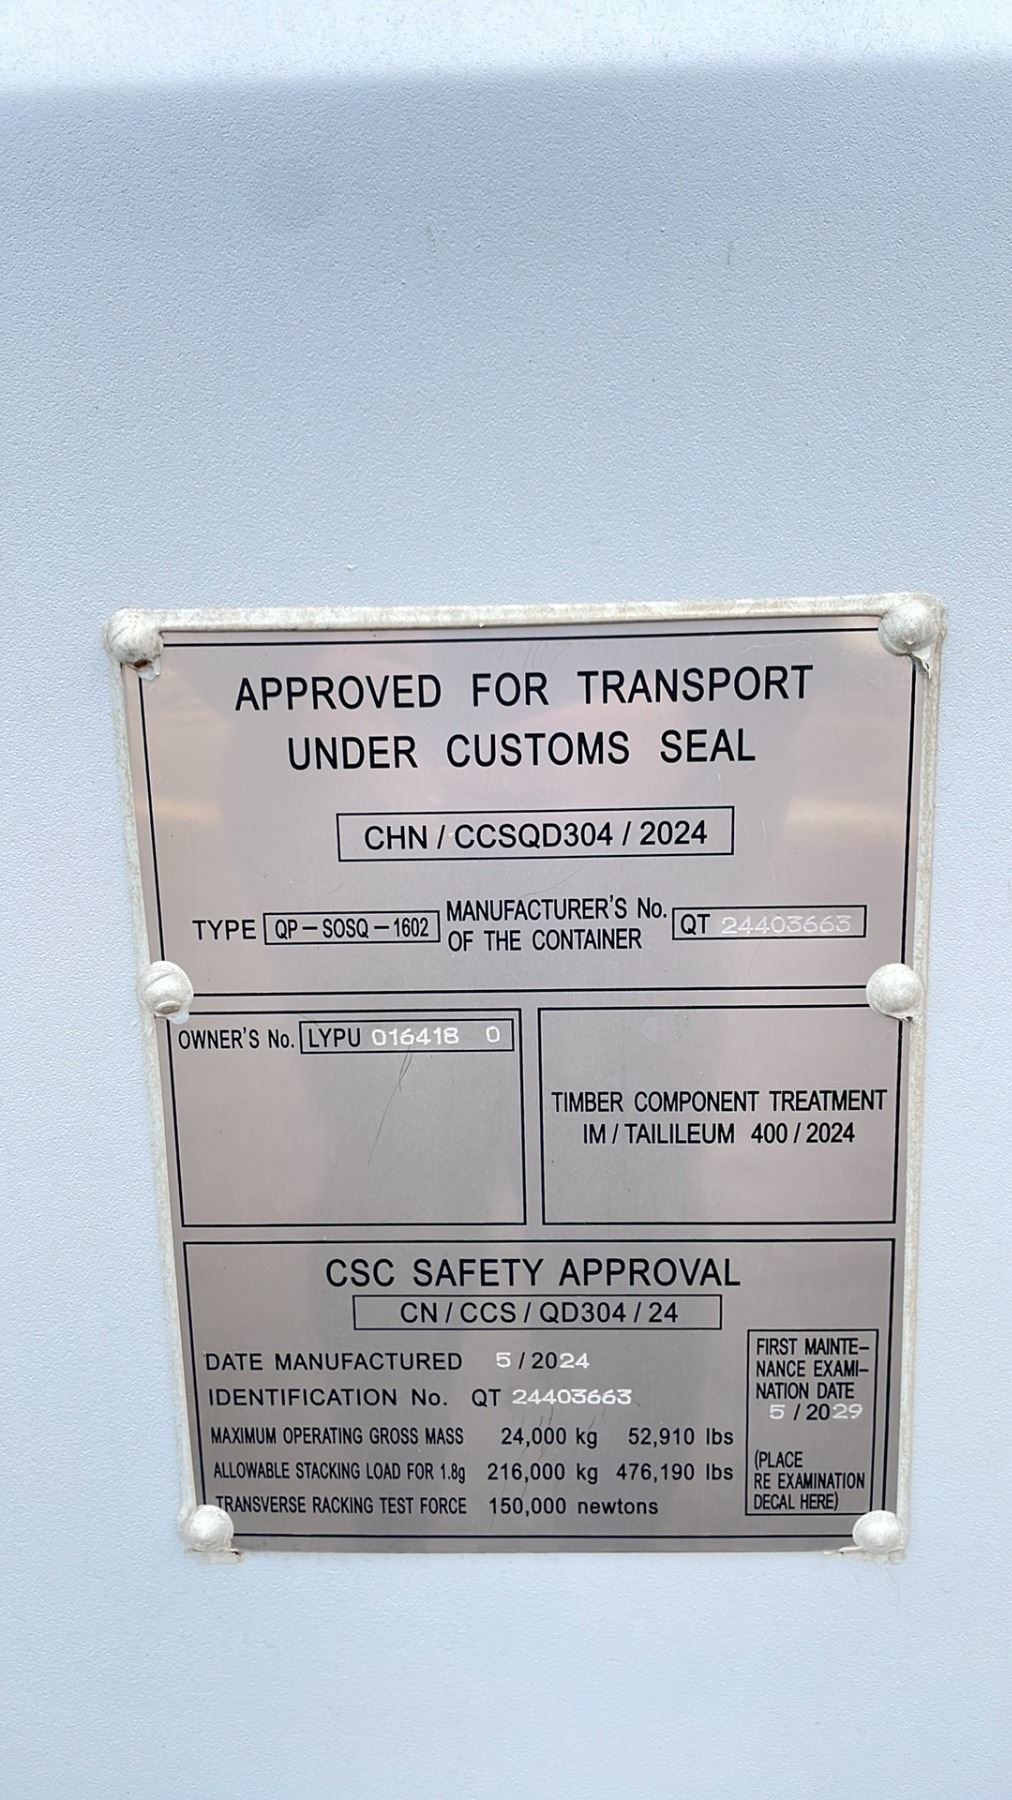 APPROVED FOR TRANSPORT
UNDER CUSTOMS SEAL
CHN / CCSQD304 / 2024
TYPE QP-SOSQ-1602 MANUFACTURER'S No. OF THE CONTAINER QT 24403663
OWNER'S No. LYPU 016418 0
TIMBER COMPONENT TREATMENT
IM / TAILILEUM 400 / 2024
CSC SAFETY APPROVAL
CN / CCS / QD304 / 24
DATE MANUFACTURED 5 / 2024
IDENTIFICATION No. QT 24403663
MAXIMUM OPERATING GROSS MASS 24,000 kg 52,910 lbs
ALLOWABLE STACKING LOAD FOR 1.8g 216,000 kg 476,190 lbs
TRANSVERSE RACKING TEST FORCE 150,000 newtons
FIRST MAINTE-
NANCE EXAMI-
NATION DATE
5 / 2029
(PLACE
RE EXAMINATION
DECAL HERE)